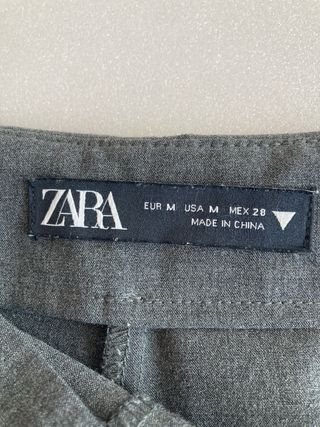 ZARA
EUR M USA M MEX 28
MADE IN CHINA